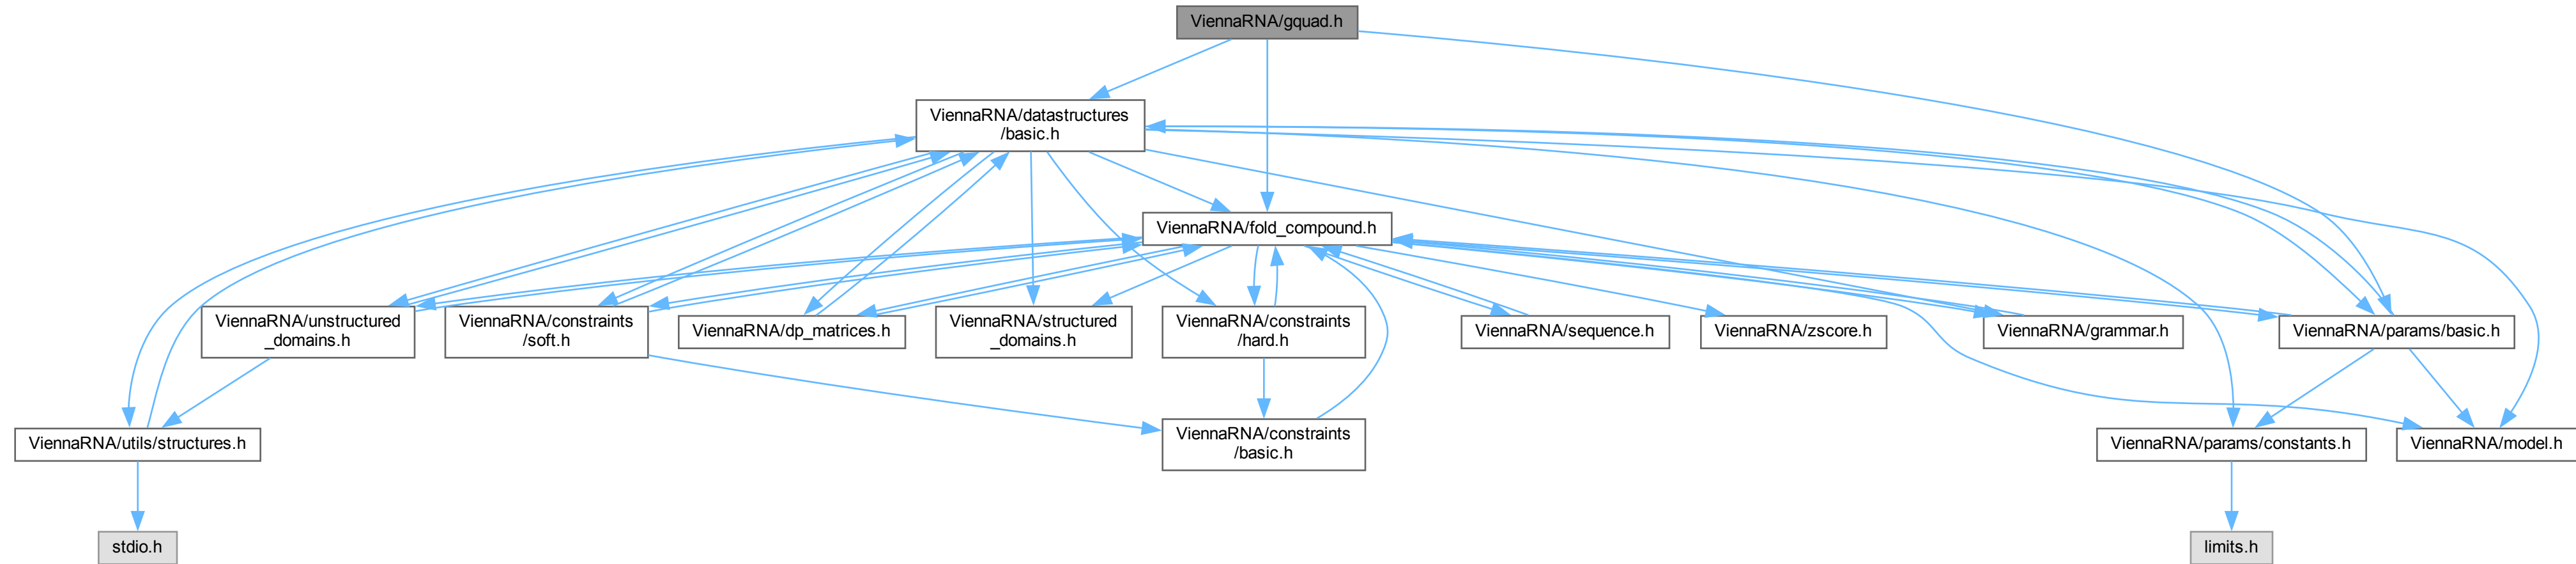 ViennaRNA/gquad.h
ViennaRNA/datastructures
/basic.h
ViennaRNA/fold_compound.h
ViennaRNA/unstructured
_domains.h
ViennaRNA/constraints
/soft.h
ViennaRNA/dp_matrices.h
ViennaRNA/structured
_domains.h
ViennaRNA/constraints
/hard.h
ViennaRNA/sequence.h
ViennaRNA/zscore.h
ViennaRNA/grammar.h
ViennaRNA/params/basic.h
ViennaRNA/utils/structures.h
ViennaRNA/constraints
/basic.h
ViennaRNA/params/constants.h
ViennaRNA/model.h
stdio.h
limits.h